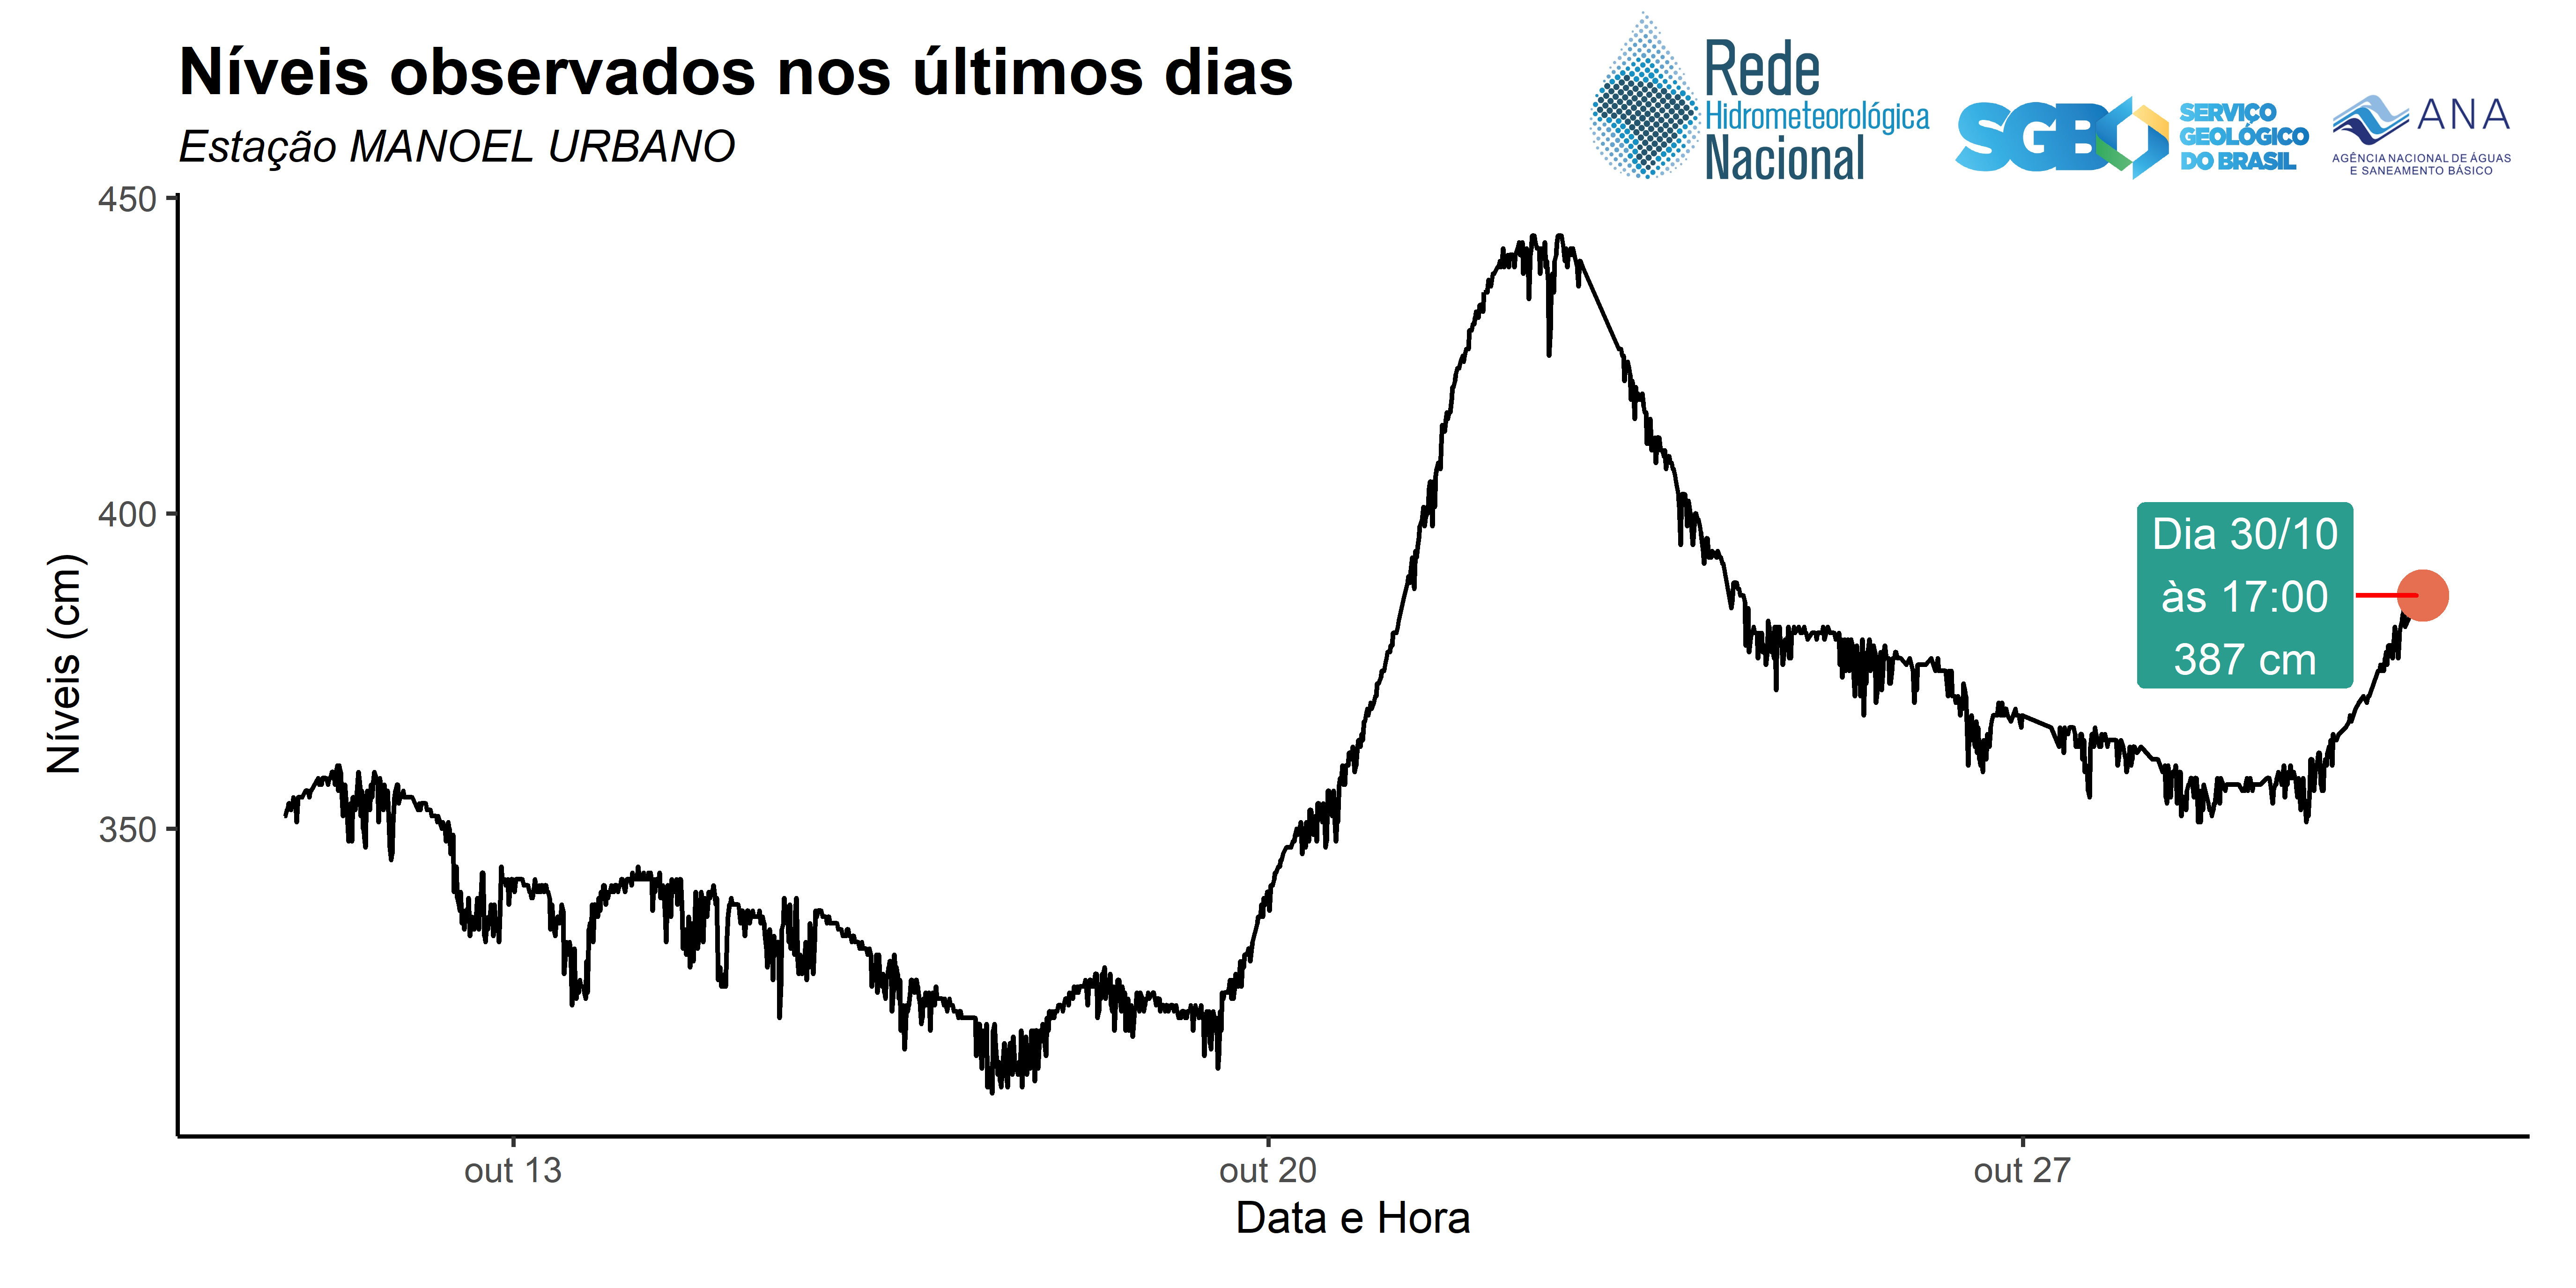 Níveis observados nos últimos dias
Estação MANOEL URBANO
Rede
Hidrometeorológica
Nacional
SGB
SERVIÇO
GEOLÓGICO
DO BRASIL
ANA
AGÊNCIA NACIONAL DE ÁGUAS
E SANEAMENTO BÁSICO
450
400
350
Níveis (cm)
Dia 30/10
às 17:00
387 cm
out 13
out 20
out 27
Data e Hora